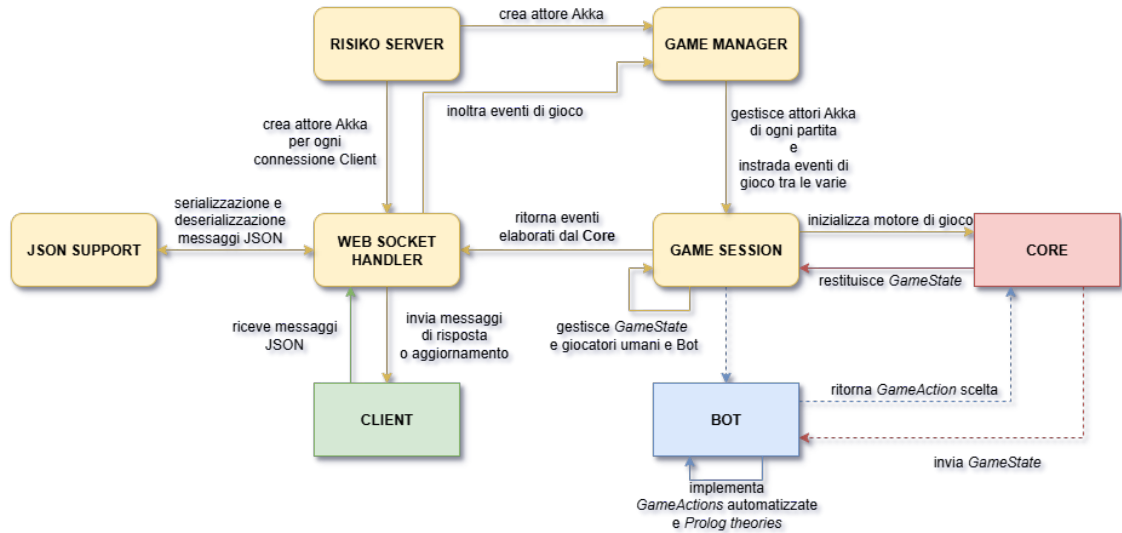 crea attore Akka
RISIKO SERVER
GAME MANAGER
inoltra eventi di gioco
crea attore Akka
per ogni
connessione Client
gestisce attori Akka
di ogni partita
e
instrada eventi di
gioco tra le varie
serializzazione e
deserializzazione
messaggi JSON
ritorna eventi
elaborati dal Core
inizializza motore di gioco
JSON SUPPORT
WEB SOCKET
HANDLER
GAME SESSION
CORE
restituisce GameState
riceve messaggi
JSON
invia messaggi
di risposta
o aggiornamento
gestisce GameState
e giocatori umani e Bot
ritorna GameAction scelta
CLIENT
BOT
invia GameState
implementa
GameActions automatizzate
e Prolog theories